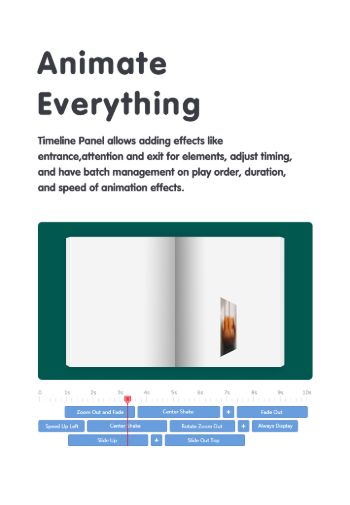 Animate
Everything
Timeline Panel allows adding effects like
entrance,attention and exit for elements, adjust timing,
and have batch management on play order, duration,
and speed of animation effects.
0 1s 2s 3s 4s 5s 6s 7s 8s 9s 10s
Zoom Out and Fade Center Shake Fade Out
Speed Up Left Center Shake Rotate Zoom Out Always Display
Slide Up Slide Out Top